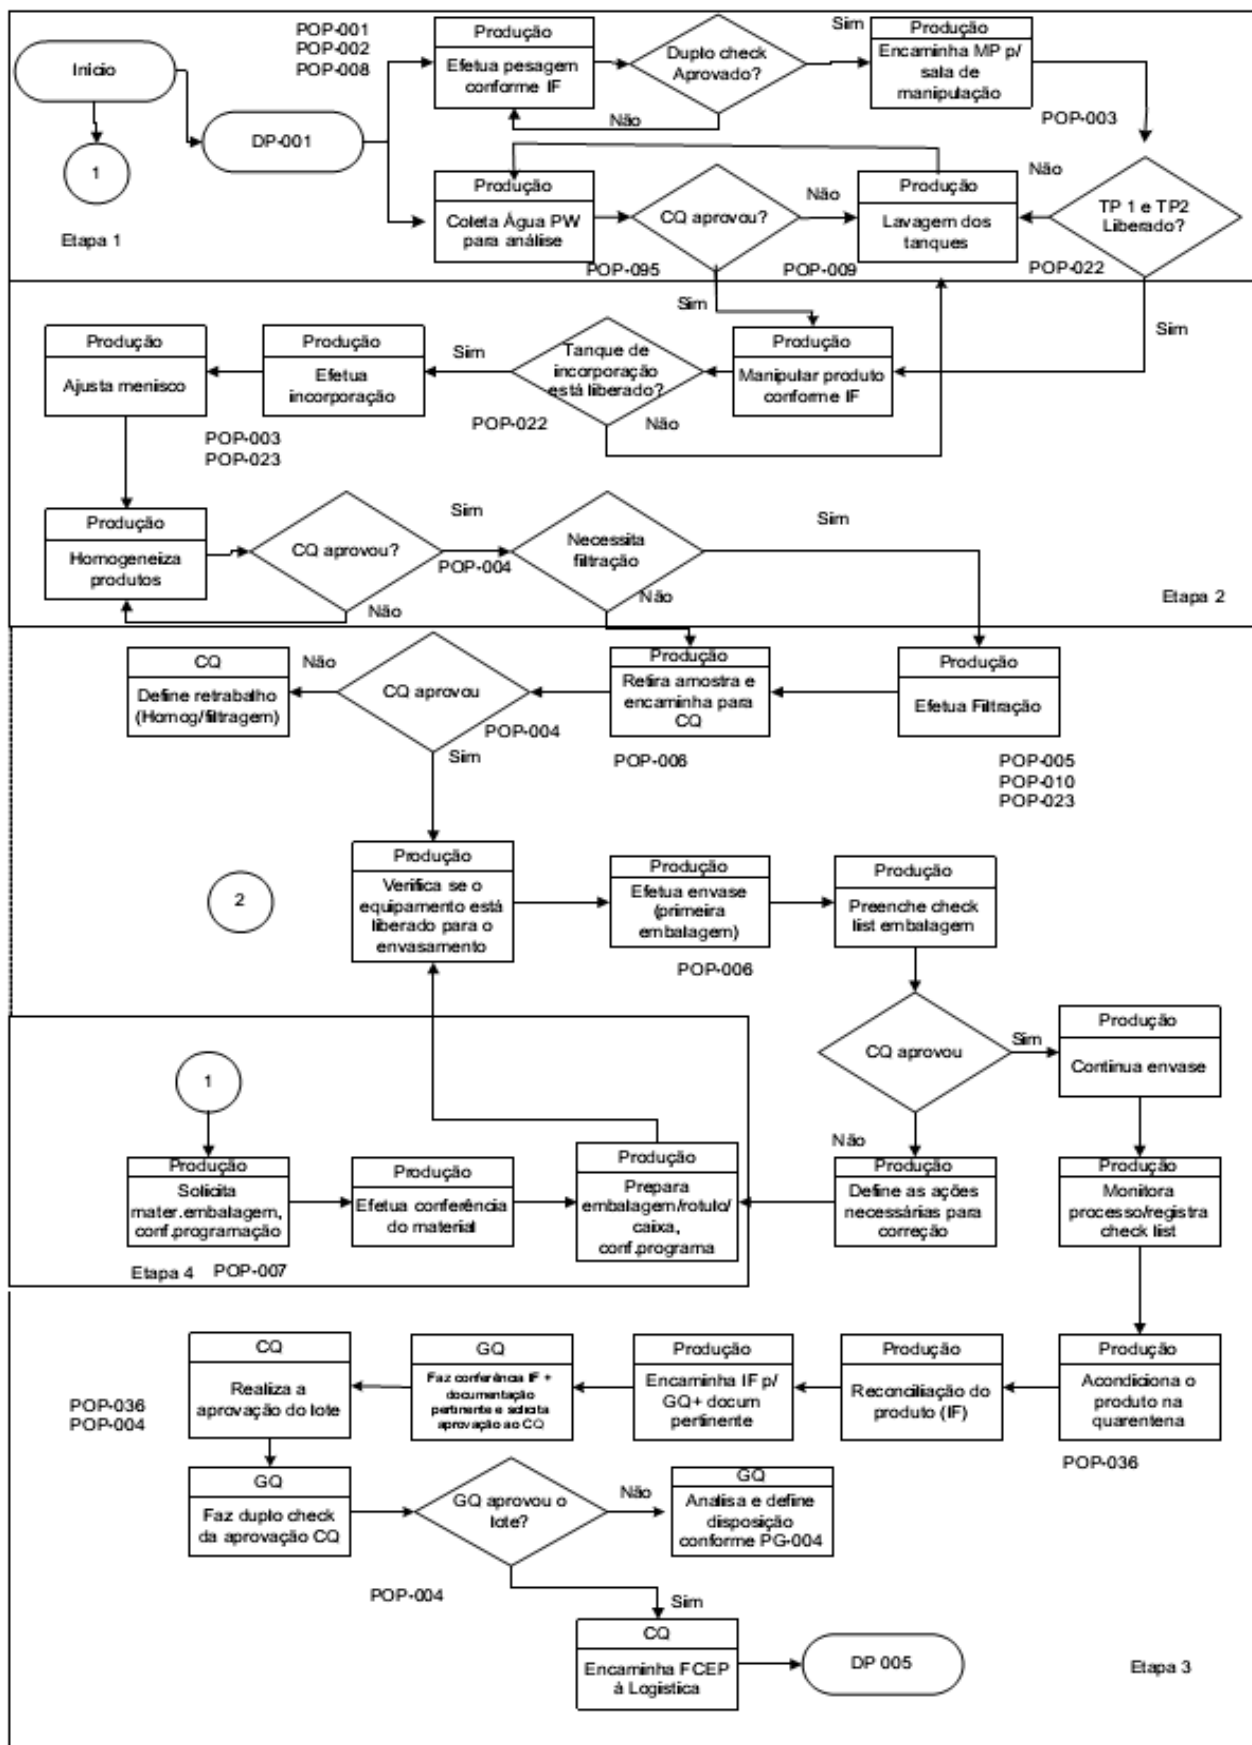 POP-001
POP-002
POP-008
Início
1
Etapa 1
DP-001
Produção
Efetua pesagem
conforme IF
Duplo check
Aprovado?
Sim
Não
Produção
Encaminha MP p/
sala de
manipulação
POP-003
Produção
Coleta Água PW
para análise
POP-095
CQ aprovou?
Não
POP-009
Produção
Lavagem dos
tanques
POP-022
Não
TP 1 e TP2
Liberado?
Sim
Sim
Produção
Ajusta menisco
Produção
Efetua
incorporação
POP-003
POP-023
Sim
Tanque de
incorporação
está liberado?
POP-022
Não
Produção
Manipular produto
conforme IF
Produção
Homogeneiza
produtos
CQ aprovou?
Não
Sim
POP-004
Necessita
filtração
Não
Sim
Etapa 2
CQ
Define retrabalho
(Homog/filtragem)
Não
CQ aprovou
POP-004
Sim
Produção
Retira amostra e
encaminha para
CQ
POP-006
Produção
Efetua Filtração
POP-005
POP-010
POP-023
2
Produção
Verifica se o
equipamento está
liberado para o
envasamento
Produção
Efetua envase
(primeira
embalagem)
POP-006
Produção
Preenche check
list embalagem
CQ aprovou
Sim
Não
Produção
Continua envase
1
Produção
Solicita
mater.embalagem,
conf.programação
Etapa 4
POP-007
Produção
Efetua conferência
do material
Produção
Prepara
embalagem/rotulo/
caixa,
conf.programa
Produção
Define as ações
necessárias para
correção
Produção
Monitora
processo/registra
check list
POP-036
POP-004
CQ
Realiza a
aprovação do lote
GQ
Faz conferência IF +
documentação
pertinente e solicita
aprovação ao CQ
Produção
Encaminha IF p/
GQ+ docum
pertinente
Produção
Reconciliação do
produto (IF)
Produção
Acondiciona o
produto na
quarentena
POP-036
GQ
Faz duplo check
da aprovação CQ
POP-004
GQ aprovou o
lote?
Não
Sim
GQ
Analisa e define
disposição
conforme PG-004
CQ
Encaminha FCEP
à Logistica
DP 005
Etapa 3